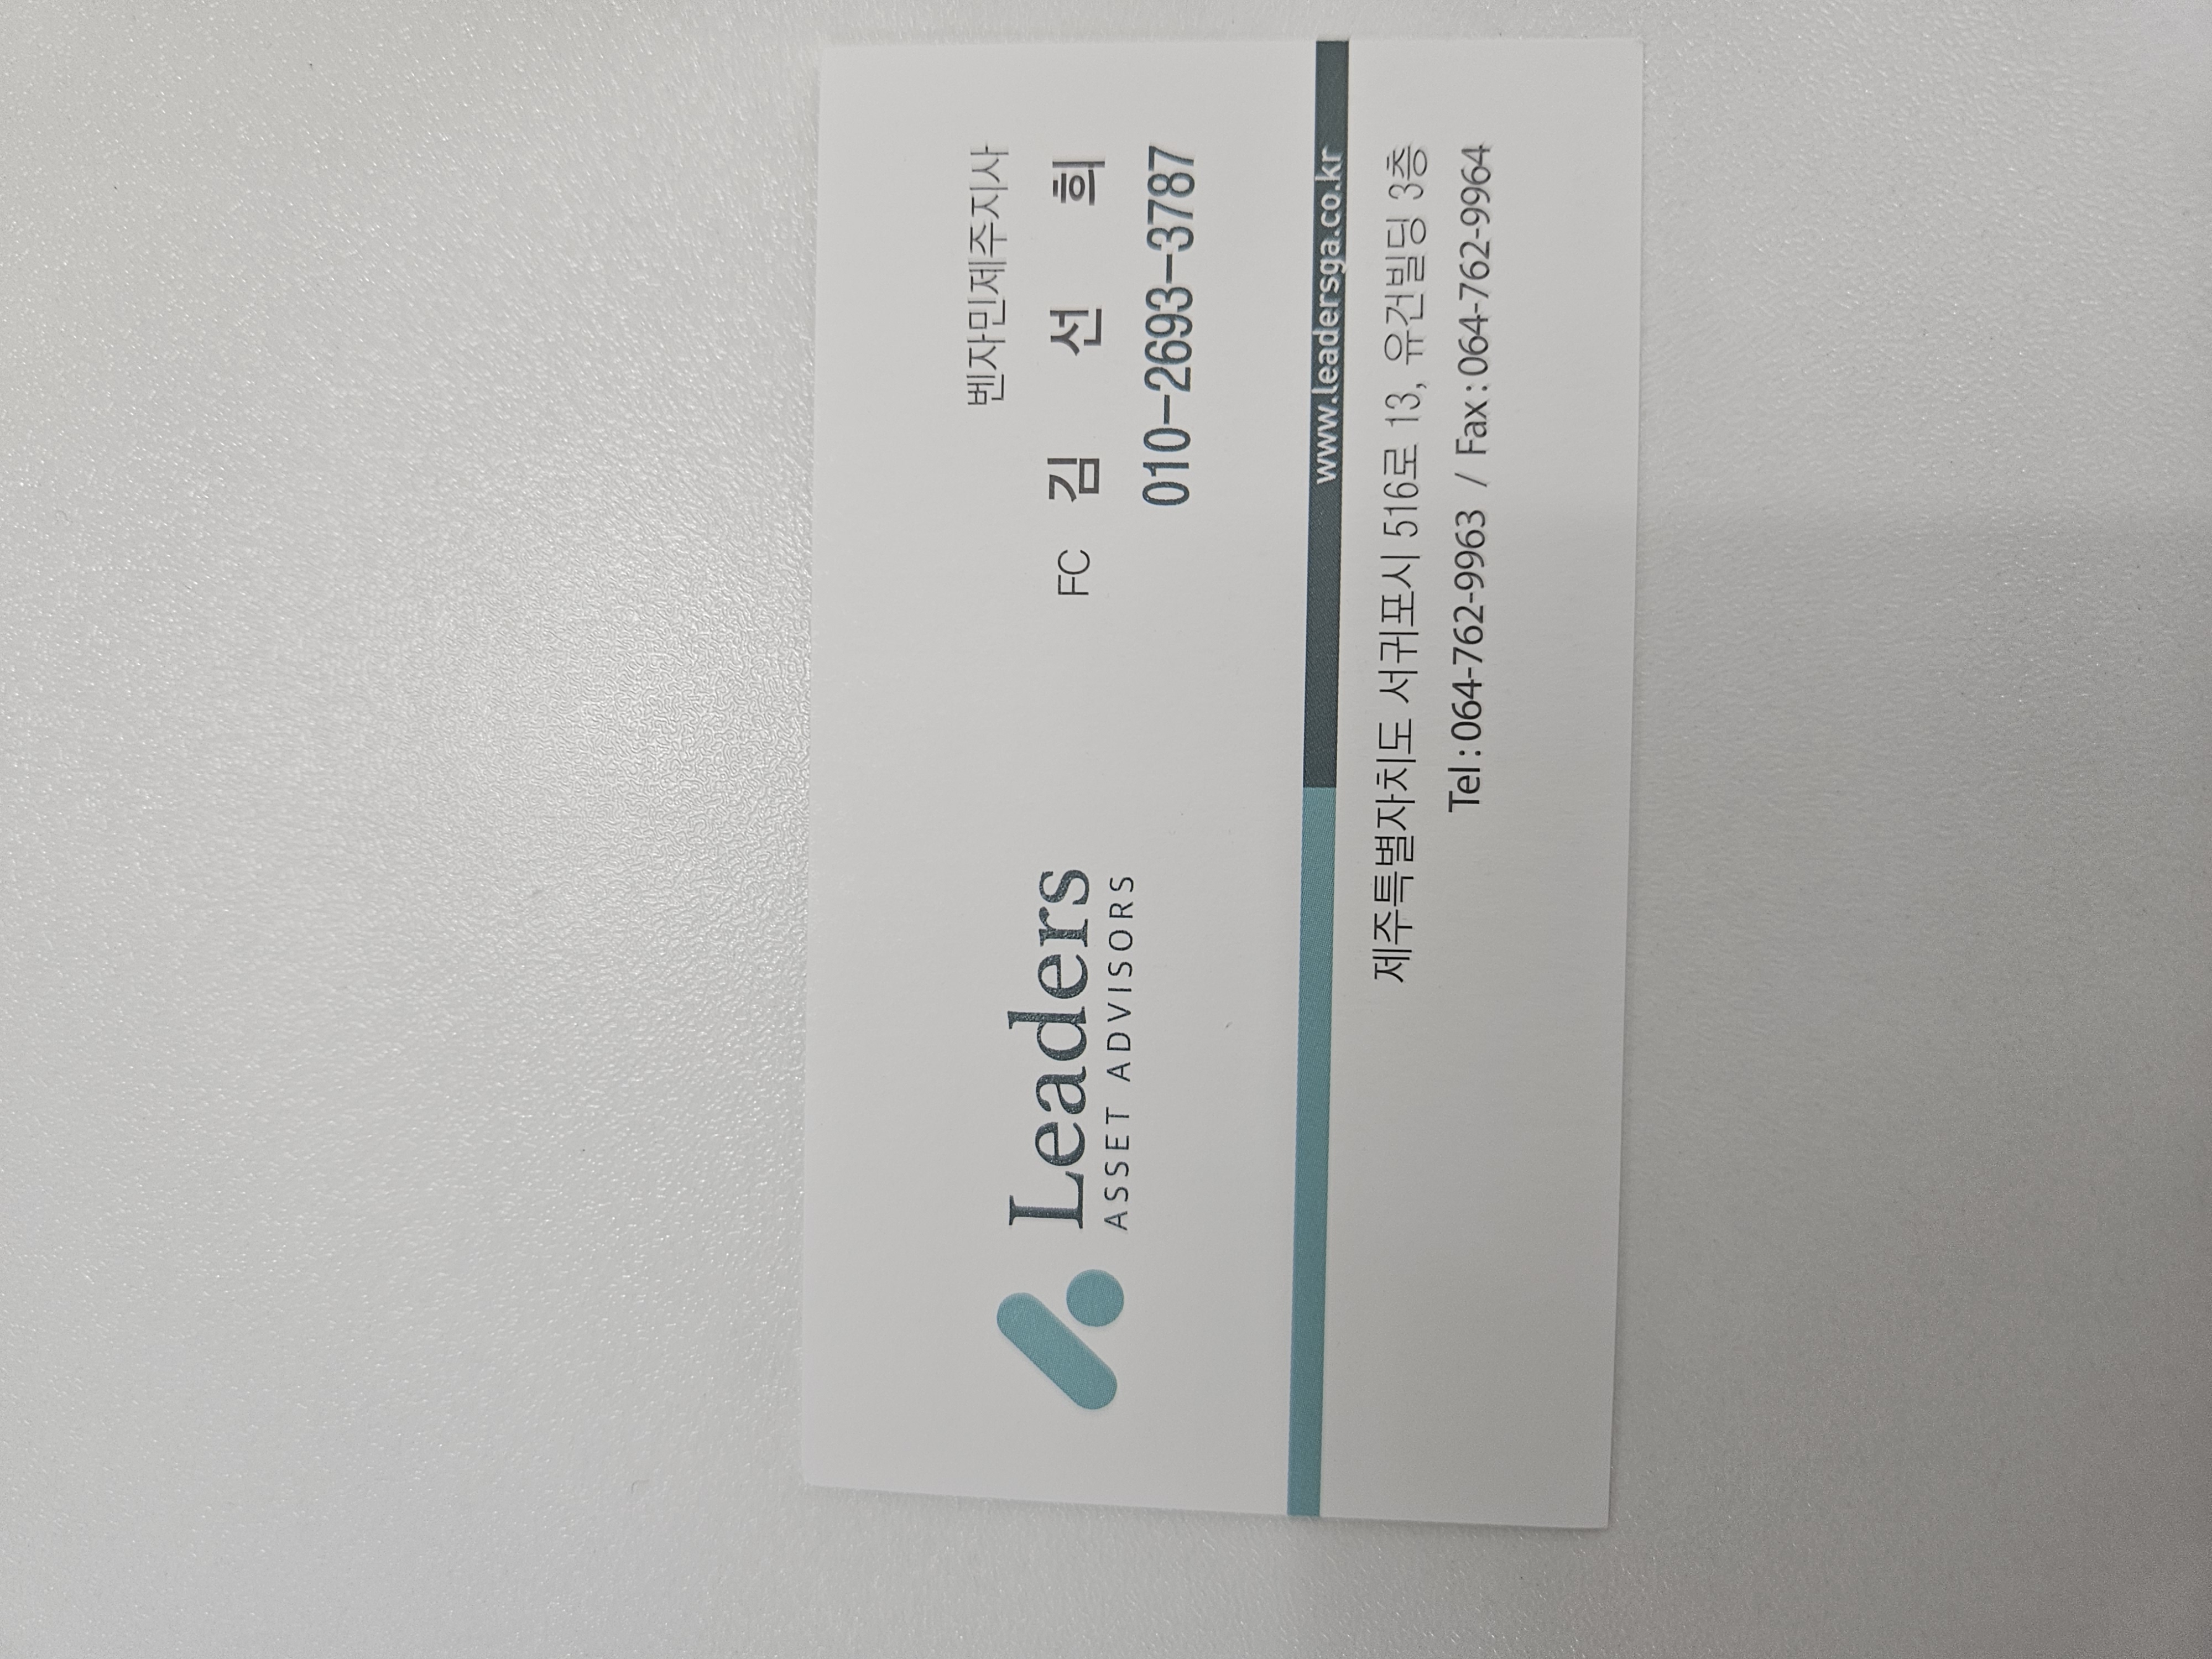 벤자민제주지사
FC 김 선 희
010-2693-3787
Leaders
ASSET ADVISORS
www.leadersga.co.kr
제주특별자치도 서귀포시 516로 13, 유건빌딩 3층
Tel : 064-762-9963 / Fax : 064-762-9964